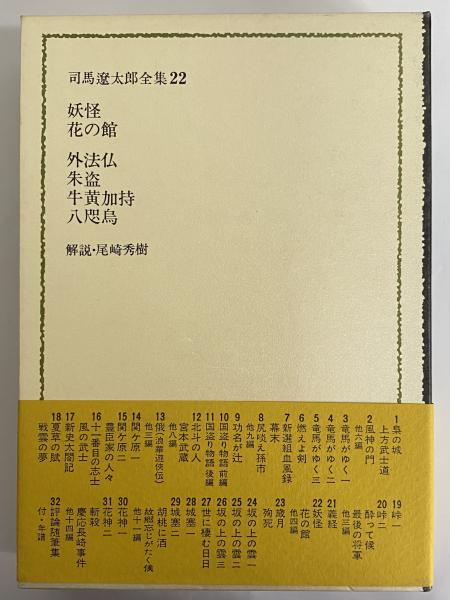 司馬遼太郎全集22
妖怪
花の館
外法仏
朱盗
牛黄加持
八咫烏
解説・尾崎秀樹
1梟の城
上方武士道
2風神の門
他六編
3竜馬がゆく一
4竜馬がゆく二
5竜馬がゆく三
6燃えよ剣
7新選組血風録
幕末
8尻啖え孫市
他九編
9功名が辻
10国盗り物語前編
11国盗り物語後編
12北斗の人
宮本武蔵
他八編
13俄(浪華遊俠伝)
他三編
14関ケ原一
15関ケ原二
豊臣家の人々
16十一番目の志士
風の武士
17新史太閤記
18夏草の賦
戦雲の夢
19峠一
20峠二
酔って候
最後の将軍
他三編
21義経
22妖怪
花の館
他四編
23歳月
殉死
24坂の上の雲一
25坂の上の雲二
26坂の上の雲三
27世に棲む日日
28城塞一
29城塞二
胡桃に酒
故郷忘じがたく候
他十一編
30花神一
31花神二
斬殺
慶応長崎事件
他十四編
32評論随筆集
付・年譜